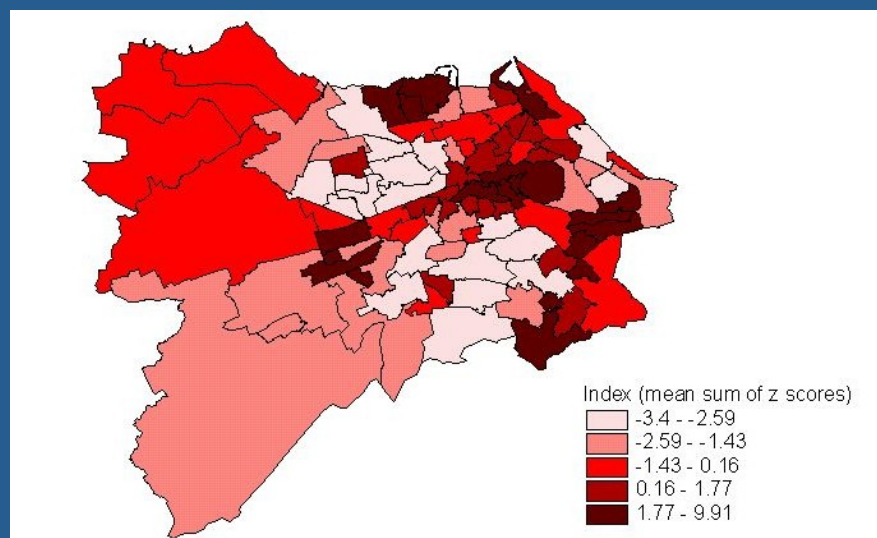 Index (mean sum of z scores)
-3.4 - -2.59
-2.59 - -1.43
-1.43 - 0.16
0.16 - 1.77
1.77 - 9.91